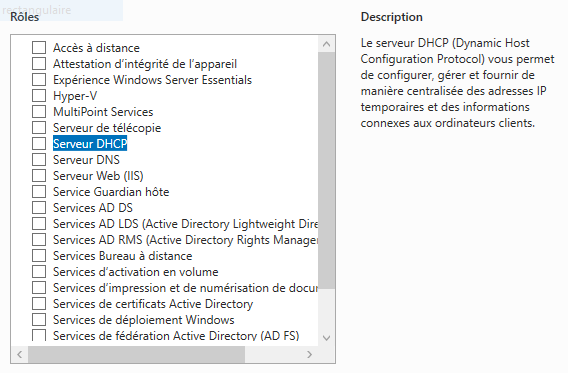 rectangulaire
Rôles
Accès à distance
Attestation d'intégrité de l'appareil
Expérience Windows Server Essentials
Hyper-V
MultiPoint Services
Serveur de télécopie
Serveur DHCP
Serveur DNS
Serveur Web (IIS)
Service Guardian hôte
Services AD DS
Services AD LDS (Active Directory Lightweight Dire
Services AD RMS (Active Directory Rights Manager
Services Bureau à distance
Services d'activation en volume
Services d'impression et de numérisation de docu
Services de certificats Active Directory
Services de déploiement Windows
Services de fédération Active Directory (AD FS)
Description
Le serveur DHCP (Dynamic Host
Configuration Protocol) vous permet
de configurer, gérer et fournir de
manière centralisée des adresses IP
temporaires et des informations
connexes aux ordinateurs clients.